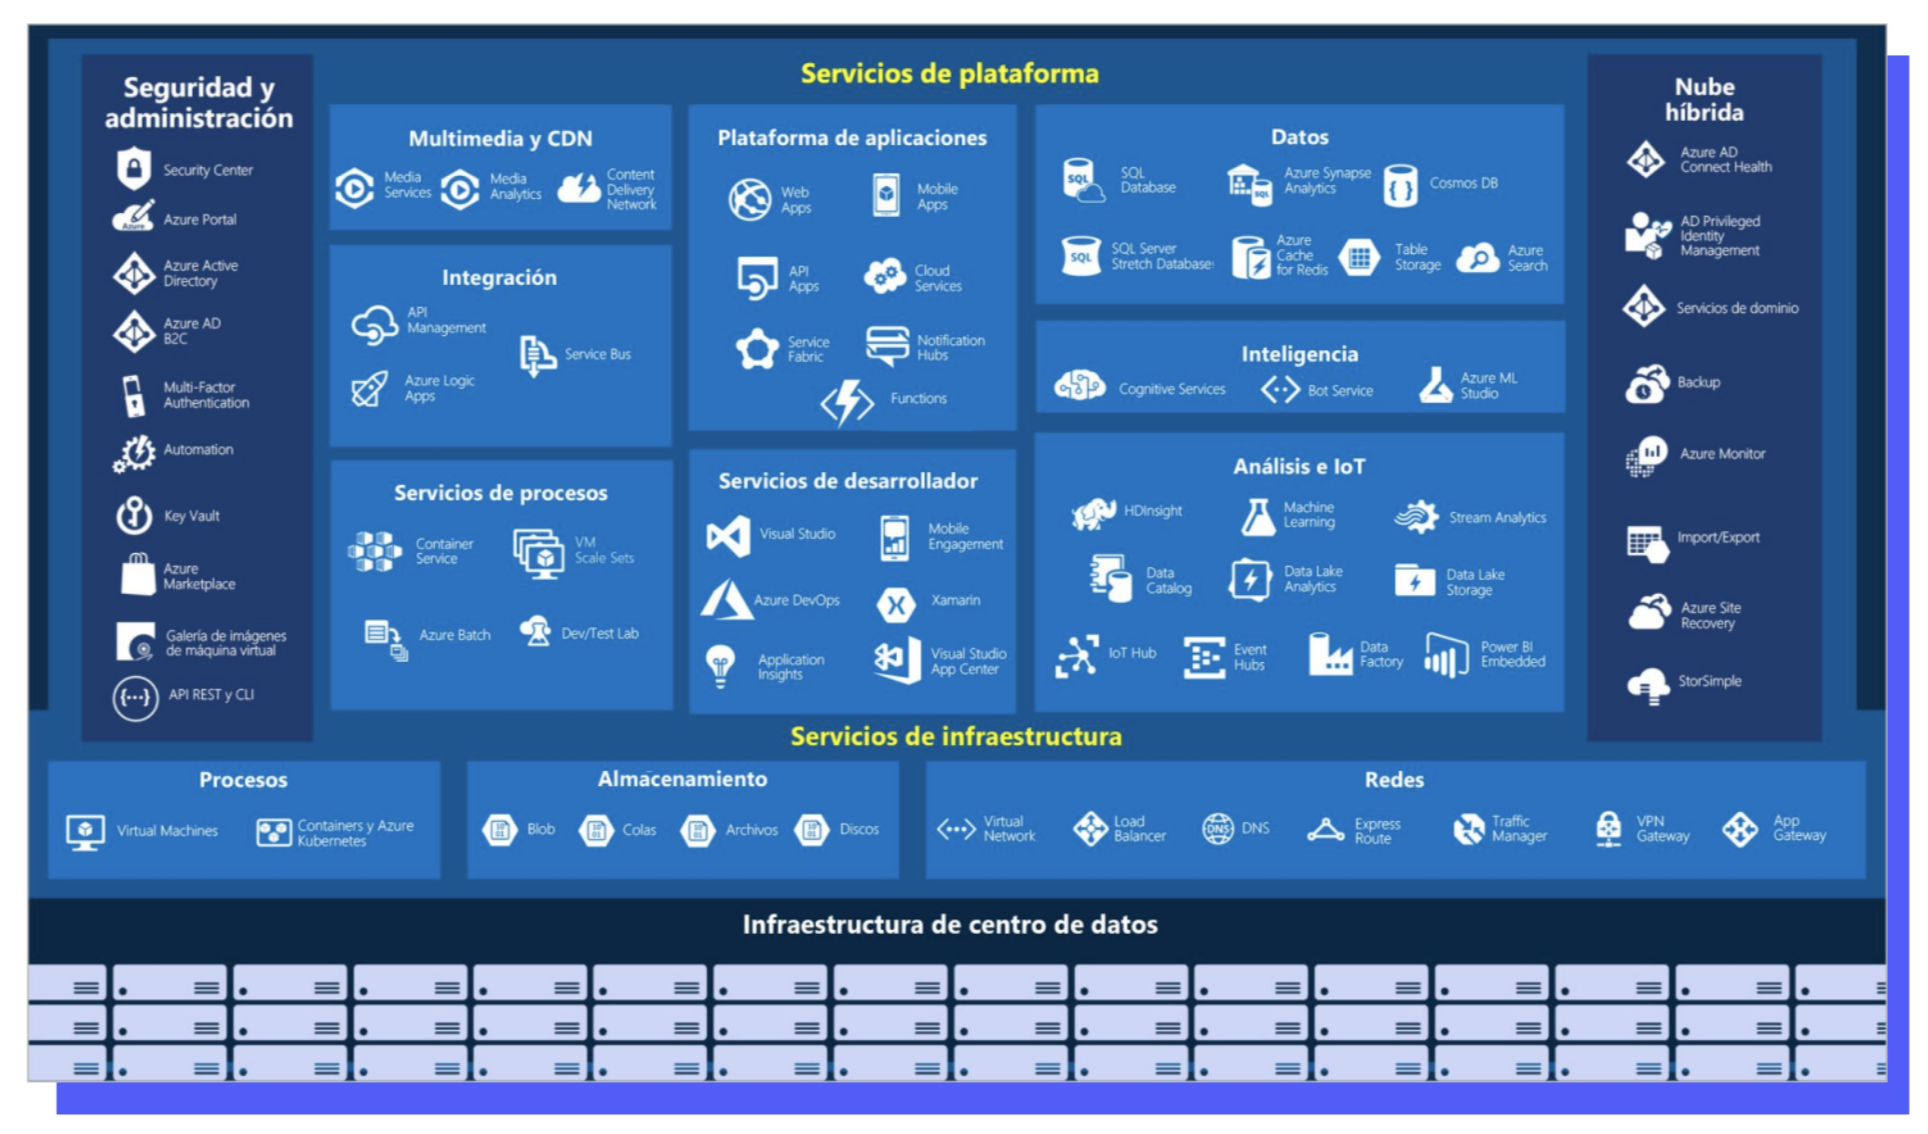 Seguridad y
administración
Security Center
Azure
Azure Portal
Azure Active
Directory
Azure AD
B2C
Multi-Factor
Authentication
Automation
Key Vault
Azure
Marketplace
Galería de imágenes
de máquina virtual
API REST y CLI
Servicios de plataforma
Multimedia y CDN
Media
Services
Media
Analytics
Content
Delivery
Network
Integración
API
Management
Service Bus
Azure Logic
Apps
Servicios de procesos
Container
Service
VM
Scale Sets
Azure Batch
Dev/Test Lab
Plataforma de aplicaciones
Web
Apps
Mobile
Apps
API
Apps
Cloud
Services
Service
Fabric
Notification
Hubs
Functions
Servicios de desarrollador
Visual Studio
Mobile
Engagement
Azure DevOps
Xamarin
Application
Insights
Visual Studio
App Center
Datos
SQL
SQL
Database
SQL
Azure Synapse
Analytics
Cosmos DB
SQL
SQL Server
Stretch Database
Azure
Cache
for Redis
Table
Storage
Azure
Search
Inteligencia
Cognitive Services
Bot Service
Azure ML
Studio
Análisis e IoT
HDInsight
Machine
Learning
Stream Analytics
Data
Catalog
Data Lake
Analytics
Data Lake
Storage
IoT Hub
Event
Hubs
Data
Factory
Power BI
Embedded
Nube
híbrida
Azure AD
Connect Health
AD Privileged
Identity
Management
Servicios de dominio
Backup
Azure Monitor
Import/Export
Azure Site
Recovery
StorSimple
Servicios de infraestructura
Procesos
Virtual Machines
Containers y Azure
Kubernetes
Almacenamiento
Blob
Colas
Archivos
Discos
Redes
Virtual
Network
Load
Balancer
DNS
DNS
Express
Route
Traffic
Manager
VPN
Gateway
App
Gateway
Infraestructura de centro de datos